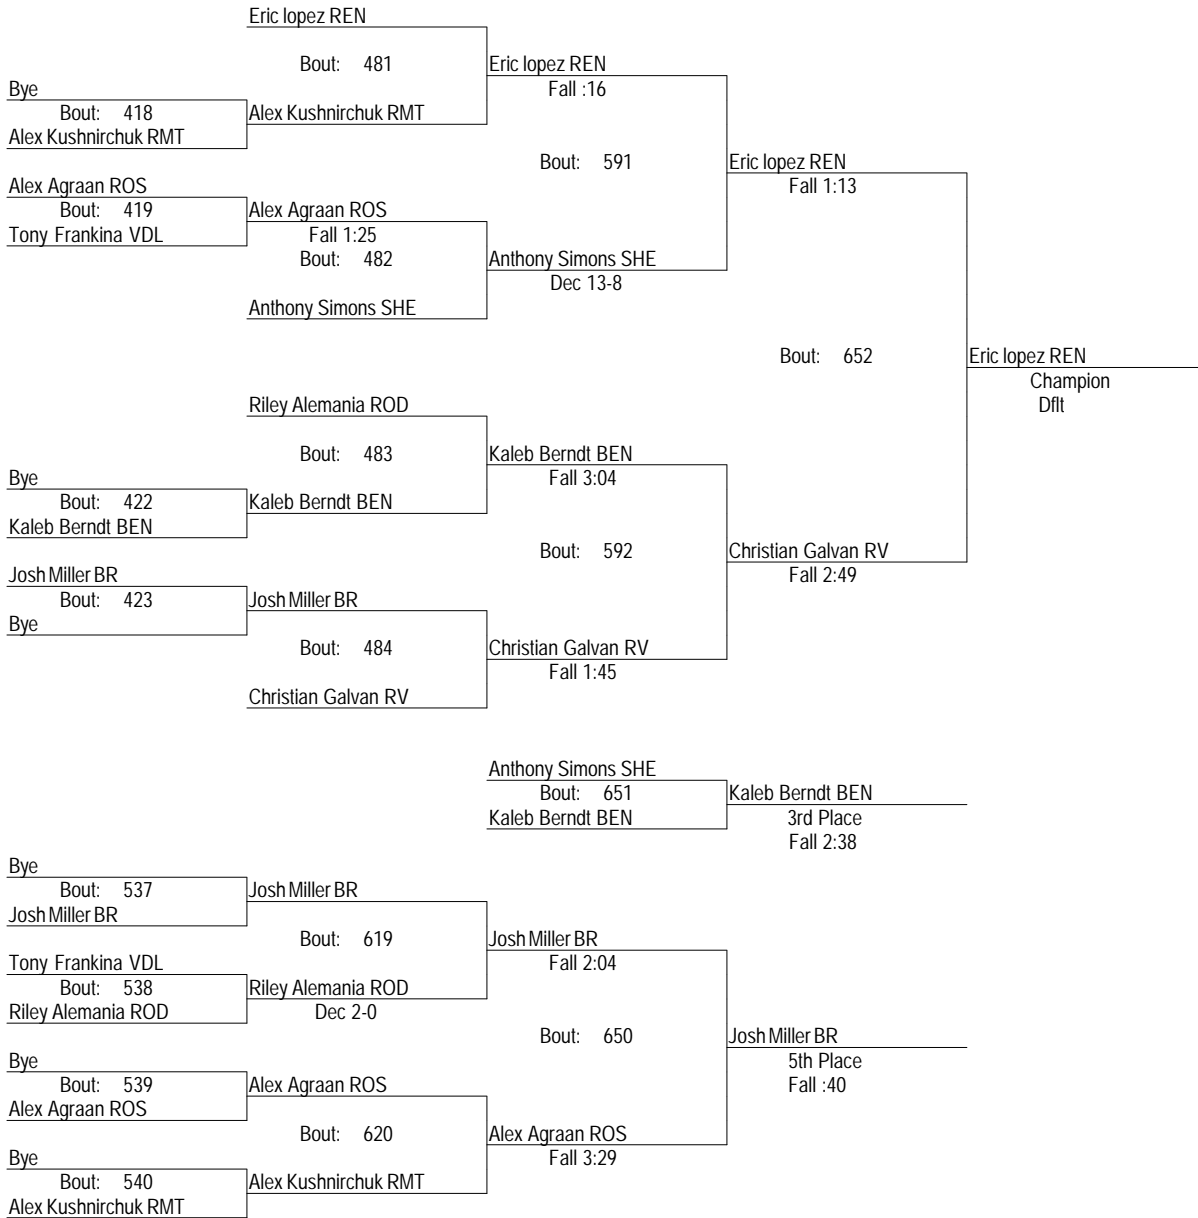 Eric lopez REN
Bout: 481
Eric lopez REN
Fall :16
Bye
Bout: 418
Alex Kushnirchuk RMT
Alex Kushnirchuk RMT
Bout: 591
Eric lopez REN
Fall 1:13
Alex Agraan ROS
Bout: 419
Alex Agraan ROS
Tony Frankina VDL
Fall 1:25
Bout: 482
Anthony Simons SHE
Dec 13-8
Anthony Simons SHE
Bout: 652
Eric lopez REN
Champion
Dflt
Riley Alemania ROD
Bout: 483
Kaleb Berndt BEN
Fall 3:04
Bye
Bout: 422
Kaleb Berndt BEN
Kaleb Berndt BEN
Bout: 592
Christian Galvan RV
Fall 2:49
Josh Miller BR
Bout: 423
Josh Miller BR
Bye
Bout: 484
Christian Galvan RV
Fall 1:45
Christian Galvan RV
Anthony Simons SHE
Bout: 651
Kaleb Berndt BEN
Kaleb Berndt BEN
3rd Place
Fall 2:38
Bye
Bout: 537
Josh Miller BR
Josh Miller BR
Bout: 619
Josh Miller BR
Fall 2:04
Tony Frankina VDL
Bout: 538
Riley Alemania ROD
Riley Alemania ROD
Dec 2-0
Bout: 650
Josh Miller BR
5th Place
Fall :40
Bye
Bout: 539
Alex Agraan ROS
Alex Agraan ROS
Bout: 620
Alex Agraan ROS
Fall 3:29
Bye
Bout: 540
Alex Kushnirchuk RMT
Alex Kushnirchuk RMT